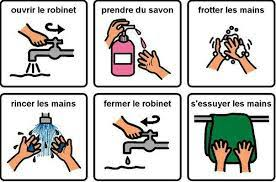 ouvrir le robinet
prendre du savon
frotter les mains
rincer les mains
fermer le robinet
s'essuyer les mains